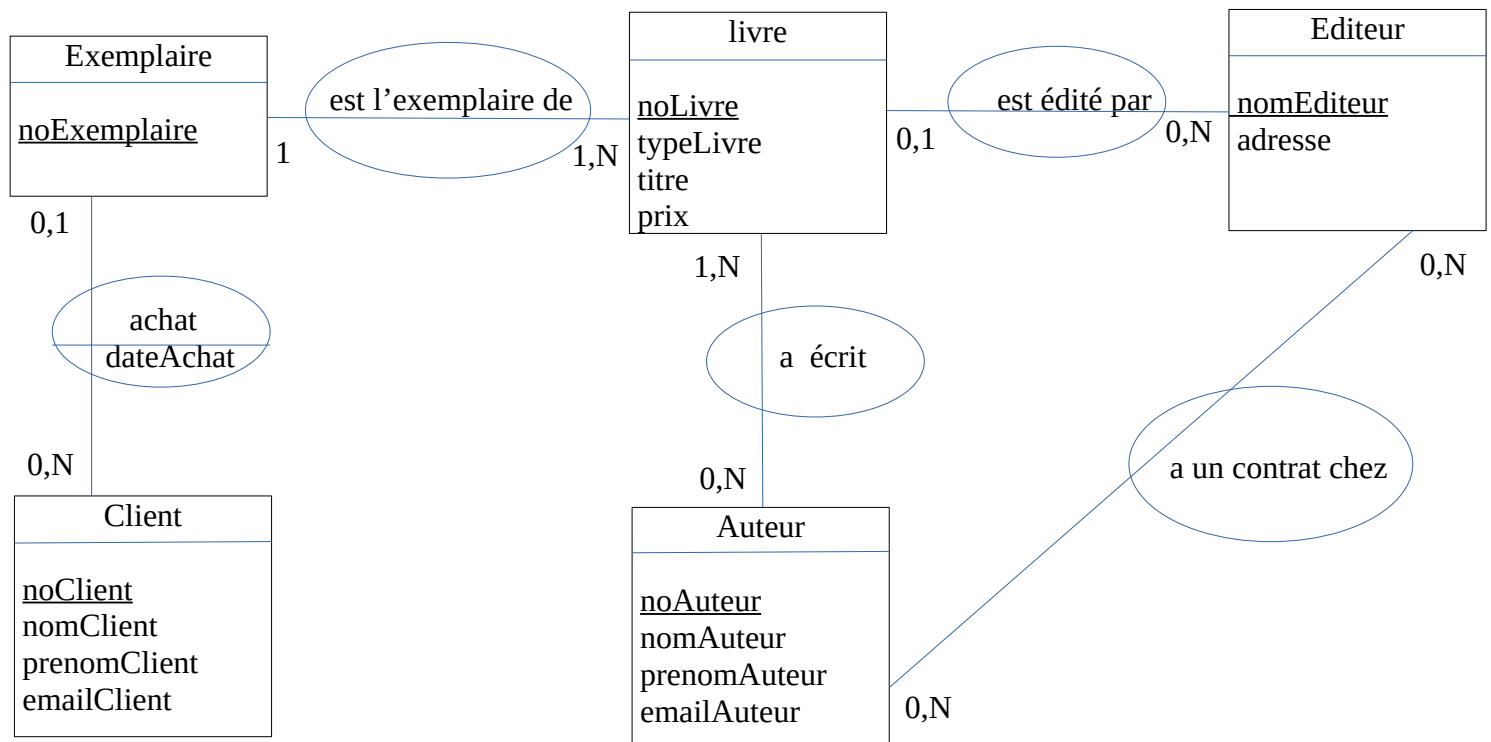 Exemplaire
noExemplaire
1
est l’exemplaire de
1,N
livre
noLivre
typeLivre
titre
prix
0,1
est édité par
0,N
Editeur
nomEditeur
adresse
0,1
achat
dateAchat
0,N
Client
noClient
nomClient
prenomClient
emailClient
1,N
a écrit
0,N
Auteur
noAuteur
nomAuteur
prenomAuteur
emailAuteur
0,N
a un contrat chez
0,N